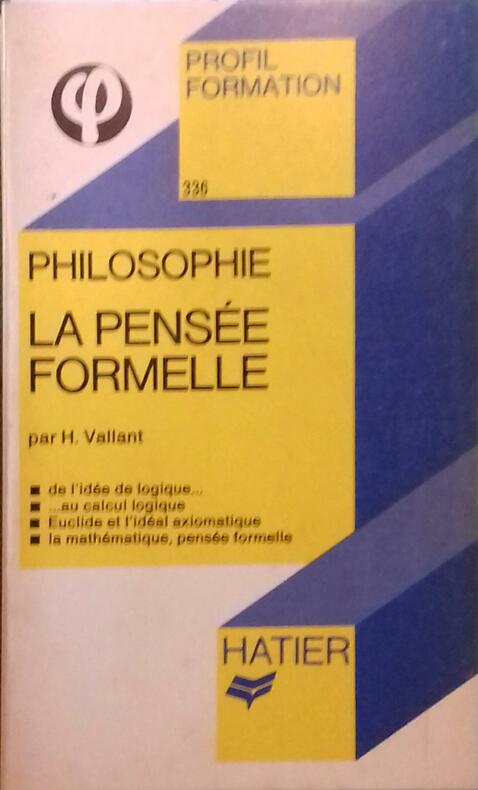 φ
PROFIL
FORMATION
336
PHILOSOPHIE
LA PENSÉE
FORMELLE
par H. Vallant
■ de l'idée de logique...
■ ...au calcul logique
■ Euclide et l'idéal axiomatique
■ la mathématique, pensée formelle
HATIER